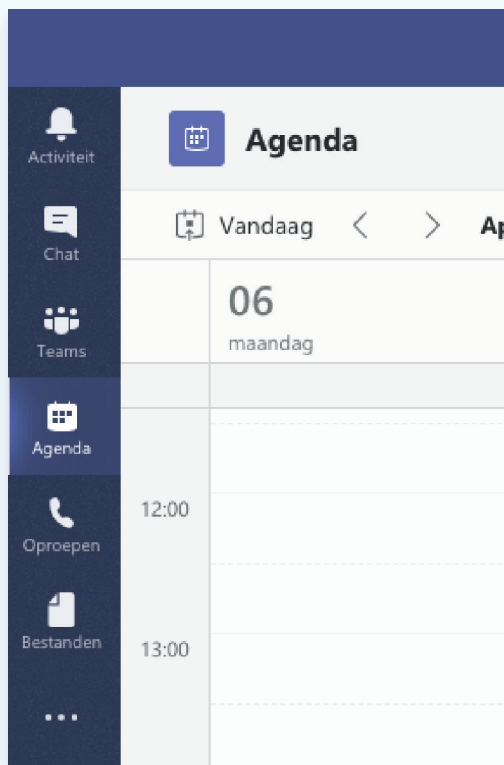 Activiteit
Chat
Teams
Agenda
Oproepen
Bestanden
Agenda
Vandaag
06
maandag
12:00
13:00